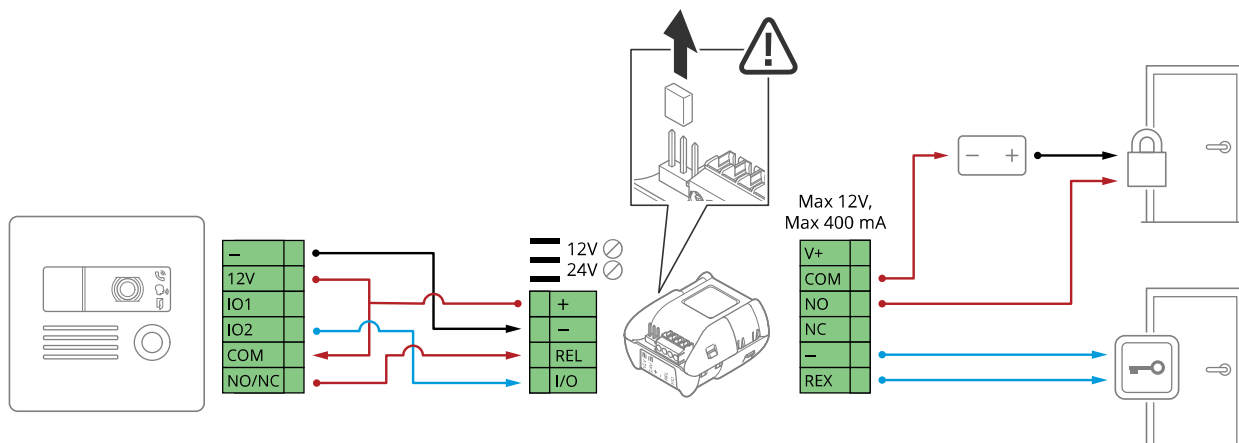 –
12V
IO1
IO2
COM
NO/NC
12V
24V
+
–
REL
I/O
Max 12V,
Max 400 mA
V+
COM
NO
NC
–
REX
– +